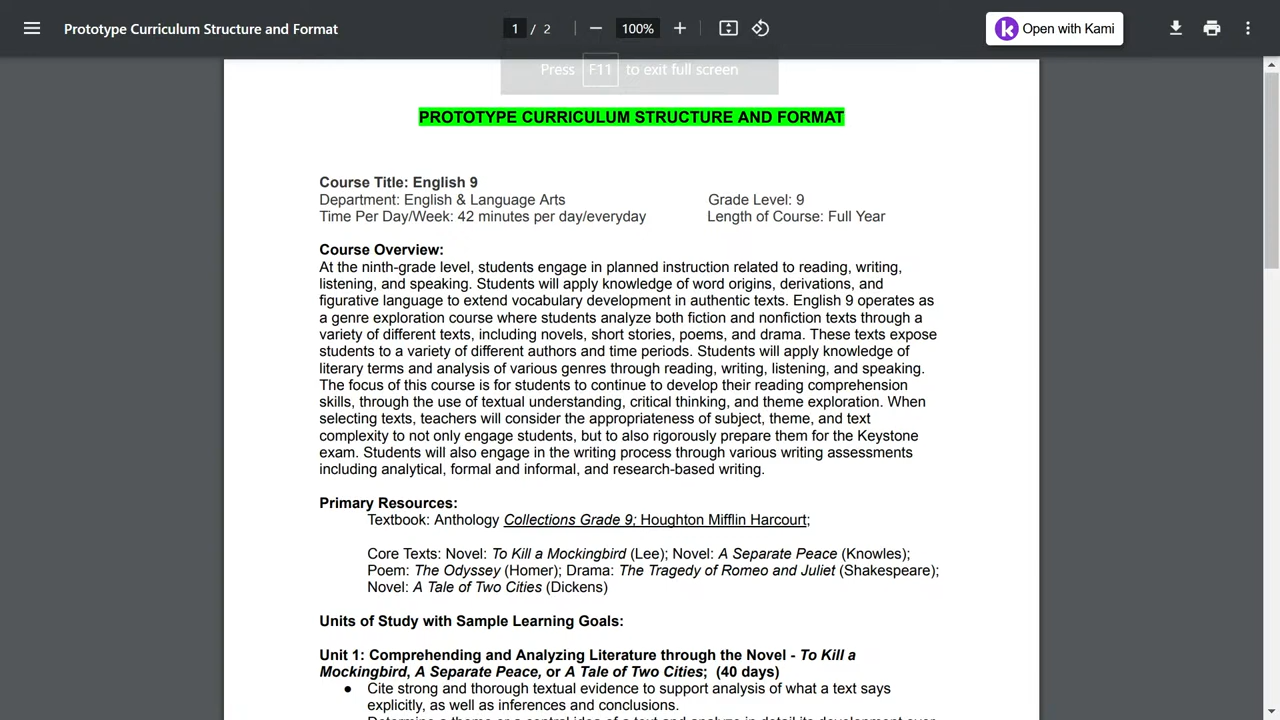 Prototype Curriculum Structure and Format
1 / 2
100%
Open with Kami
Press F11 to exit full screen
PROTOTYPE CURRICULUM STRUCTURE AND FORMAT
Course Title: English 9
Department: English & Language Arts Grade Level: 9
Time Per Day/Week: 42 minutes per day/everyday Length of Course: Full Year
Course Overview:
At the ninth-grade level, students engage in planned instruction related to reading, writing,
listening, and speaking. Students will apply knowledge of word origins, derivations, and
figurative language to extend vocabulary development in authentic texts. English 9 operates as
a genre exploration course where students analyze both fiction and nonfiction texts through a
variety of different texts, including novels, short stories, poems, and drama. These texts expose
students to a variety of different authors and time periods. Students will apply knowledge of
literary terms and analysis of various genres through reading, writing, listening, and speaking.
The focus of this course is for students to continue to develop their reading comprehension
skills, through the use of textual understanding, critical thinking, and theme exploration. When
selecting texts, teachers will consider the appropriateness of subject, theme, and text
complexity to not only engage students, but to also rigorously prepare them for the Keystone
exam. Students will also engage in the writing process through various writing assessments
including analytical, formal and informal, and research-based writing.
Primary Resources:
Textbook: Anthology Collections Grade 9; Houghton Mifflin Harcourt;
Core Texts: Novel: To Kill a Mockingbird (Lee); Novel: A Separate Peace (Knowles);
Poem: The Odyssey (Homer); Drama: The Tragedy of Romeo and Juliet (Shakespeare);
Novel: A Tale of Two Cities (Dickens)
Units of Study with Sample Learning Goals:
Unit 1: Comprehending and Analyzing Literature through the Novel - To Kill a
Mockingbird, A Separate Peace, or A Tale of Two Cities; (40 days)
● Cite strong and thorough textual evidence to support analysis of what a text says
explicitly, as well as inferences and conclusions.
Determine a theme or a central idea of a text and analyze in detail its development over